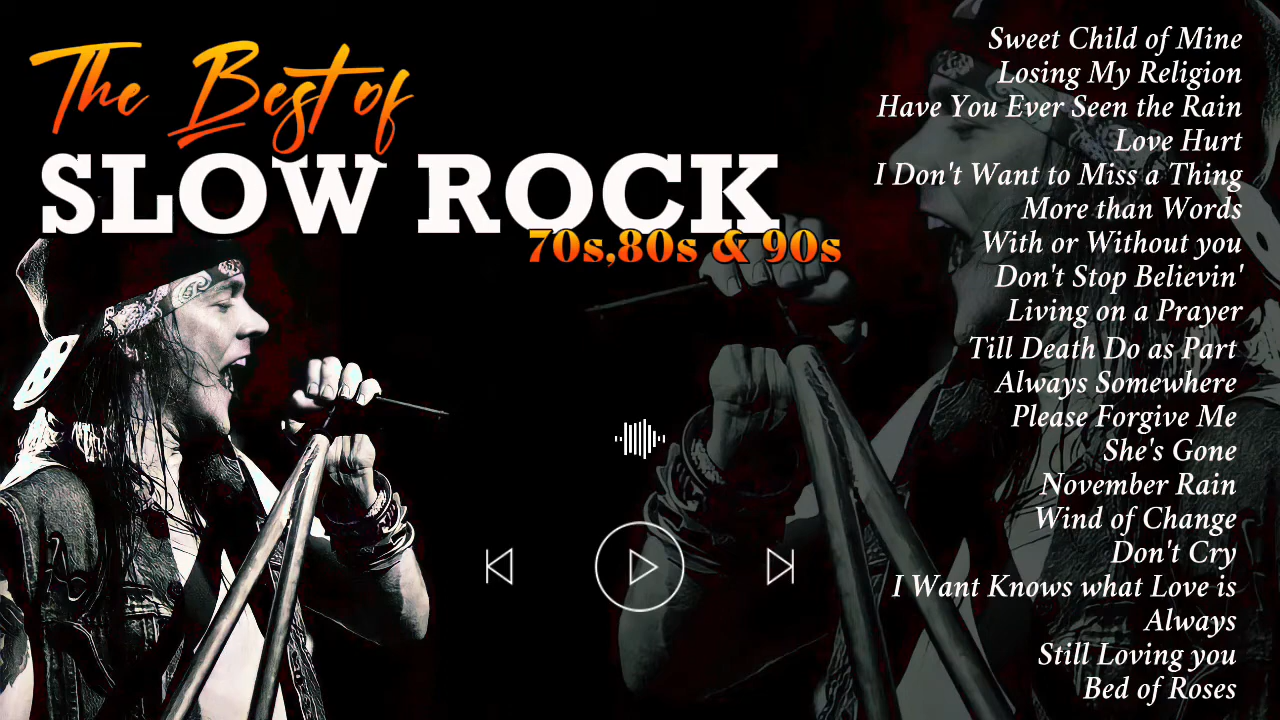 The Best of
SLOW ROCK
70s,80s & 90s
Sweet Child of Mine
Losing My Religion
Have You Ever Seen the Rain
Love Hurt
I Don't Want to Miss a Thing
More than Words
With or Without you
Don't Stop Believin'
Living on a Prayer
Till Death Do as Part
Always Somewhere
Please Forgive Me
She's Gone
November Rain
Wind of Change
Don't Cry
I Want Knows what Love is
Always
Still Loving you
Bed of Roses